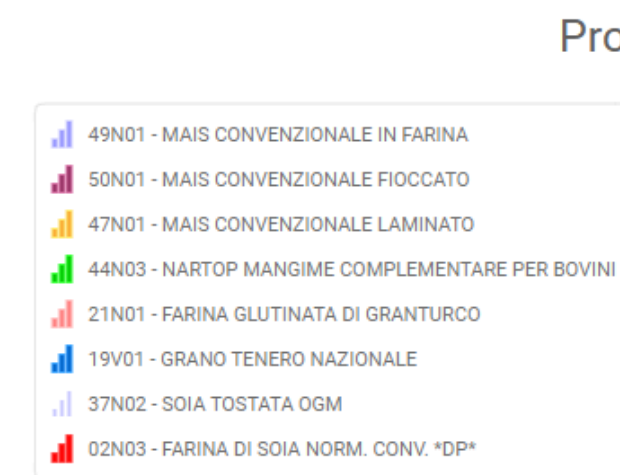 Pro
49N01 - MAIS CONVENZIONALE IN FARINA
50N01 - MAIS CONVENZIONALE FIOCCATO
47N01 - MAIS CONVENZIONALE LAMINATO
44N03 - NARTOP MANGIME COMPLEMENTARE PER BOVINI
21N01 - FARINA GLUTINATA DI GRANTURCO
19V01 - GRANO TENERO NAZIONALE
37N02 - SOIA TOSTATA OGM
02N03 - FARINA DI SOIA NORM. CONV. *DP*